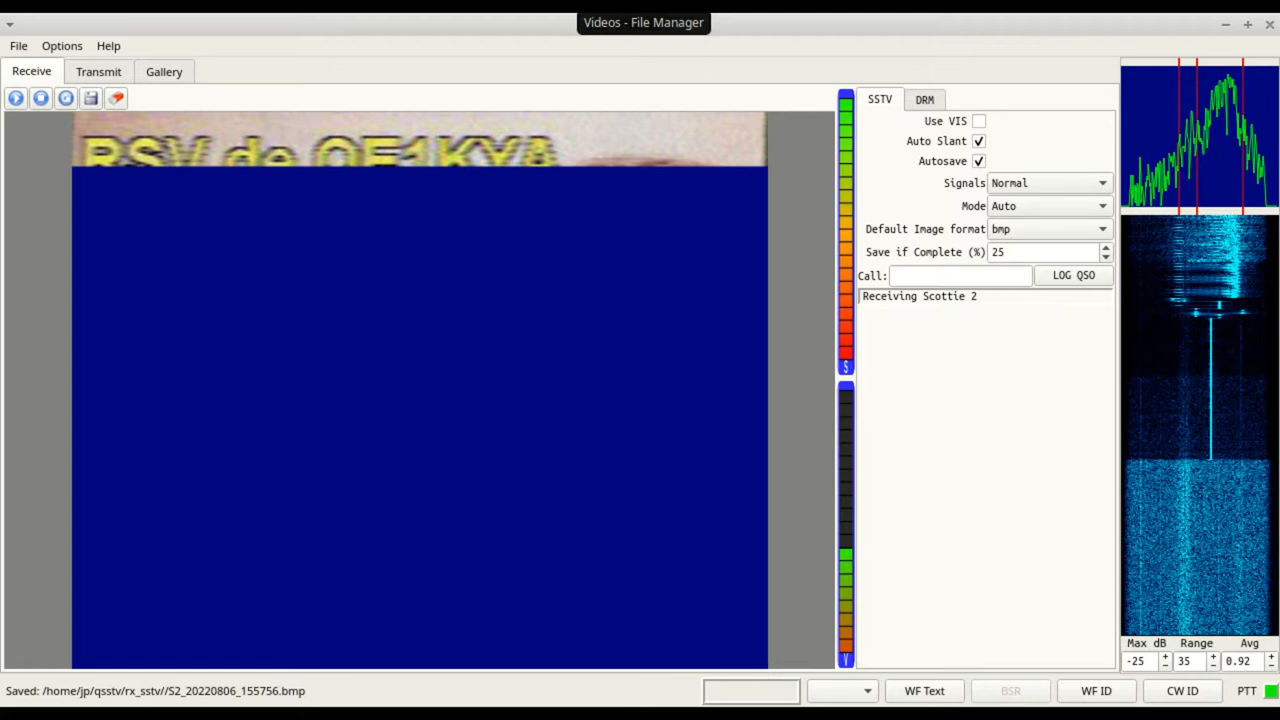 Videos - File Manager
File Options Help
Receive Transmit Gallery
RSV de OE1KYA
SSTV DRM
Use VIS
Auto Slant
Autosave
Signals Normal
Mode Auto
Default Image format bmp
Save if Complete (%) 25
Call: LOG QSO
Receiving Scottie 2
S
V
Max dB Range Avg
-25 35 0.92
Saved: /home/jp/qsstv/rx_sstv//S2_20220806_155756.bmp
WF Text BSR WF ID CW ID PTT